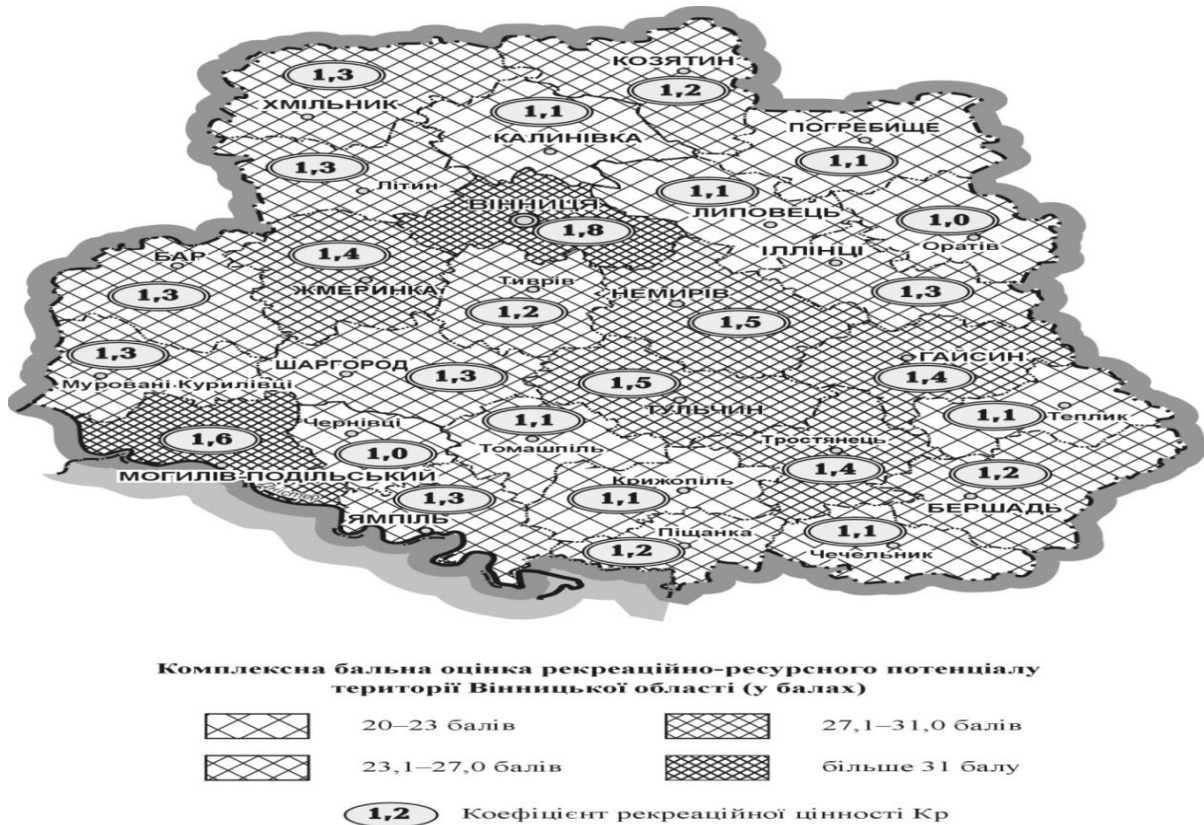 1,3
ХМІЛЬНИК
КОЗЯТИН
1,2
1,1
КАЛИНІВКА
ПОГРЕБИЩЕ
1,1
1,3
Літин
1,1
ЛИПОВЕЦЬ
ВІННИЦЯ
1,8
1,0
Оратів
ІЛЛІНЦІ
1,3
БАР
1,3
1,4
ЖМЕРИНКА
Тиврів
1,2
НЕМИРІВ
1,5
1,3
Муровані Курилівці
ШАРГОРОД
1,3
1,5
ТУЛЬЧИН
ГАЙСИН
1,4
1,6
МОГИЛІВ-ПОДІЛЬСЬКИЙ
Чернівці
1,0
1,1
Томашпіль
1,1
Теплик
Тростянець
1,4
1,2
БЕРШАДЬ
1,3
ЯМПІЛЬ
Крижопіль
1,1
Піщанка
1,2
1,1
Чечельник
Комплексна бальна оцінка рекреаційно-ресурсного потенціалу
території Вінницької області (у балах)
20–23 балів
27,1–31,0 балів
23,1–27,0 балів
більше 31 балу
1,2 Коефіцієнт рекреаційної цінності Кр